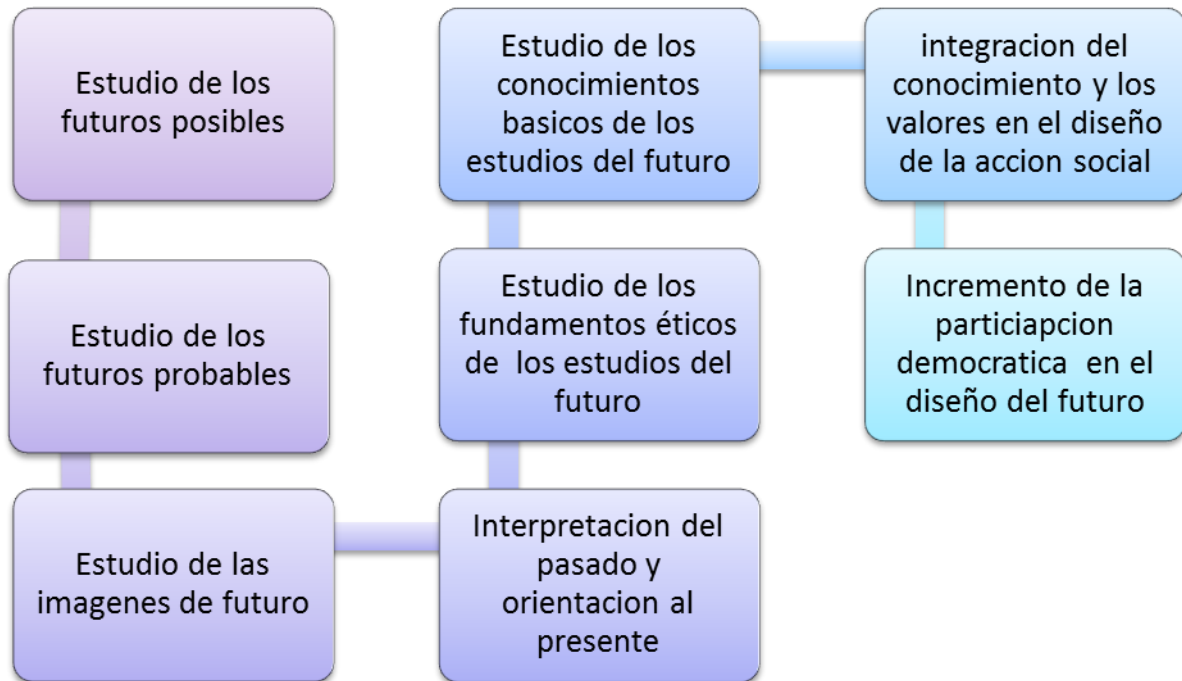 Estudio de los
futuros posibles
Estudio de los
futuros probables
Estudio de las
imagenes de futuro
Interpretacion del
pasado y
orientacion al
presente
Estudio de los
fundamentos éticos
de los estudios del
futuro
Estudio de los
conocimientos
basicos de los
estudios del futuro
integracion del
conocimiento y los
valores en el diseño
de la accion social
Incremento de la
particiapcion
democratica en el
diseño del futuro